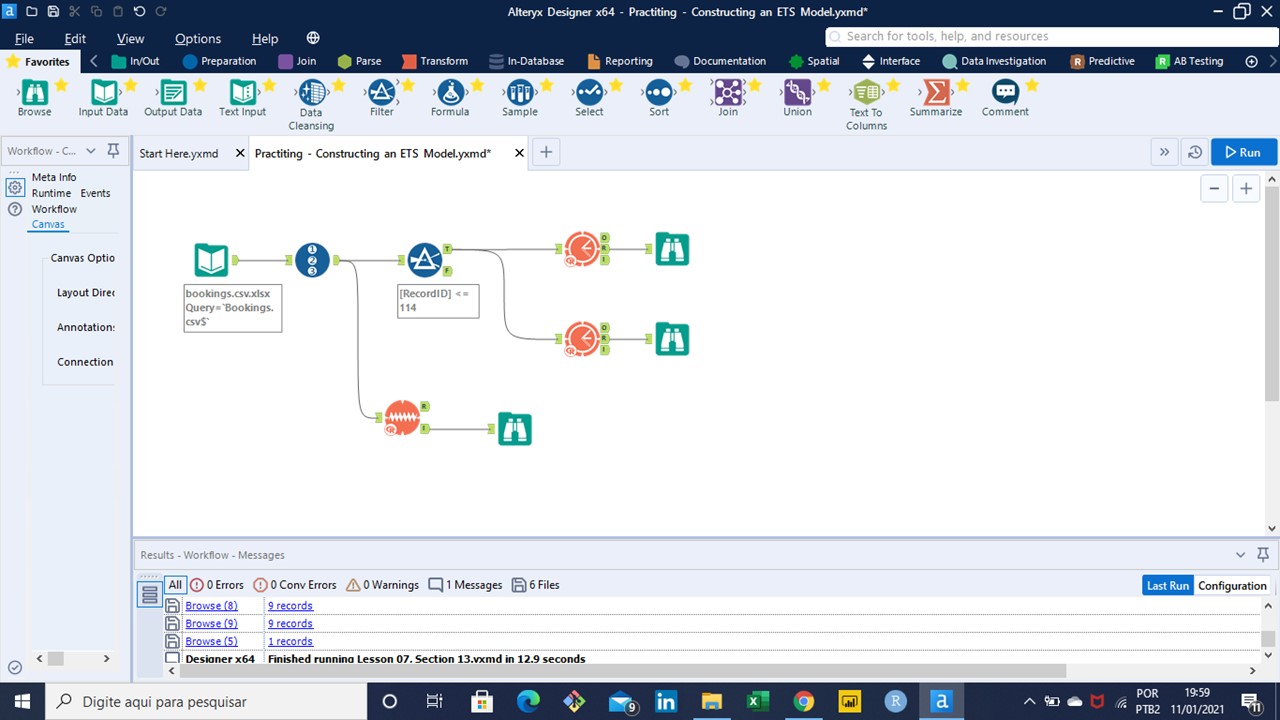 Alteryx Designer x64 - Practiting - Constructing an ETS Model.yxmd*
File Edit View Options Help
Search for tools, help, and resources
Favorites In/Out Preparation Join Parse Transform In-Database Reporting Documentation Spatial Interface Data Investigation Predictive AB Testing
Browse Input Data Output Data Text Input Data Cleansing Filter Formula Sample Select Sort Join Union Text To Columns Summarize Comment
Workflow - C...
Start Here.yxmd Practiting - Constructing an ETS Model.yxmd*
Run
Meta Info
Runtime Events
Workflow
Canvas
Canvas Optio
Layout Direc
Annotations
Connection
1
2
3
T
F
O
R
I
O
R
I
bookings.csv.xlsx
Query=`Bookings.
csv$`
[RecordID] <=
114
R
I
Results - Workflow - Messages
All 0 Errors 0 Conv Errors 0 Warnings 1 Messages 6 Files
Last Run Configuration
Browse (8) 9 records
Browse (9) 9 records
Browse (5) 1 records
Designer x64 Finished running Lesson 07, Section 13.yxmd in 12.9 seconds
Digite aqui para pesquisar
9
POR
PTB2
19:59
11/01/2021
11